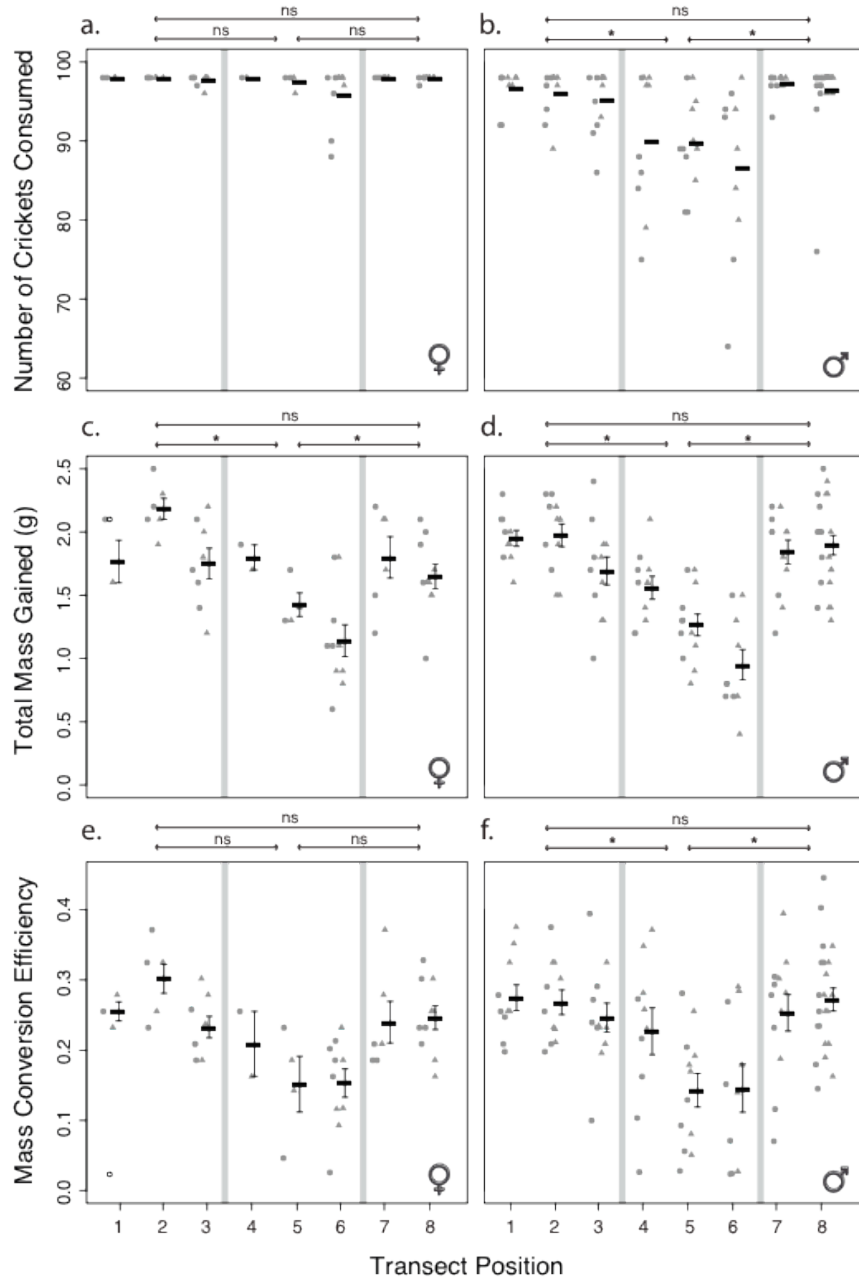 ns
ns
ns
a.
Number of Crickets Consumed
100
90
80
70
60
♀
ns
*
*
b.
♂
ns
*
*
c.
Total Mass Gained (g)
2.5
2.0
1.5
1.0
0.5
0.0
♀
ns
*
*
d.
♂
ns
ns
ns
e.
Mass Conversion Efficiency
0.4
0.3
0.2
0.1
0.0
♀
1 2 3 4 5 6 7 8
ns
*
*
f.
♂
1 2 3 4 5 6 7 8
Transect Position